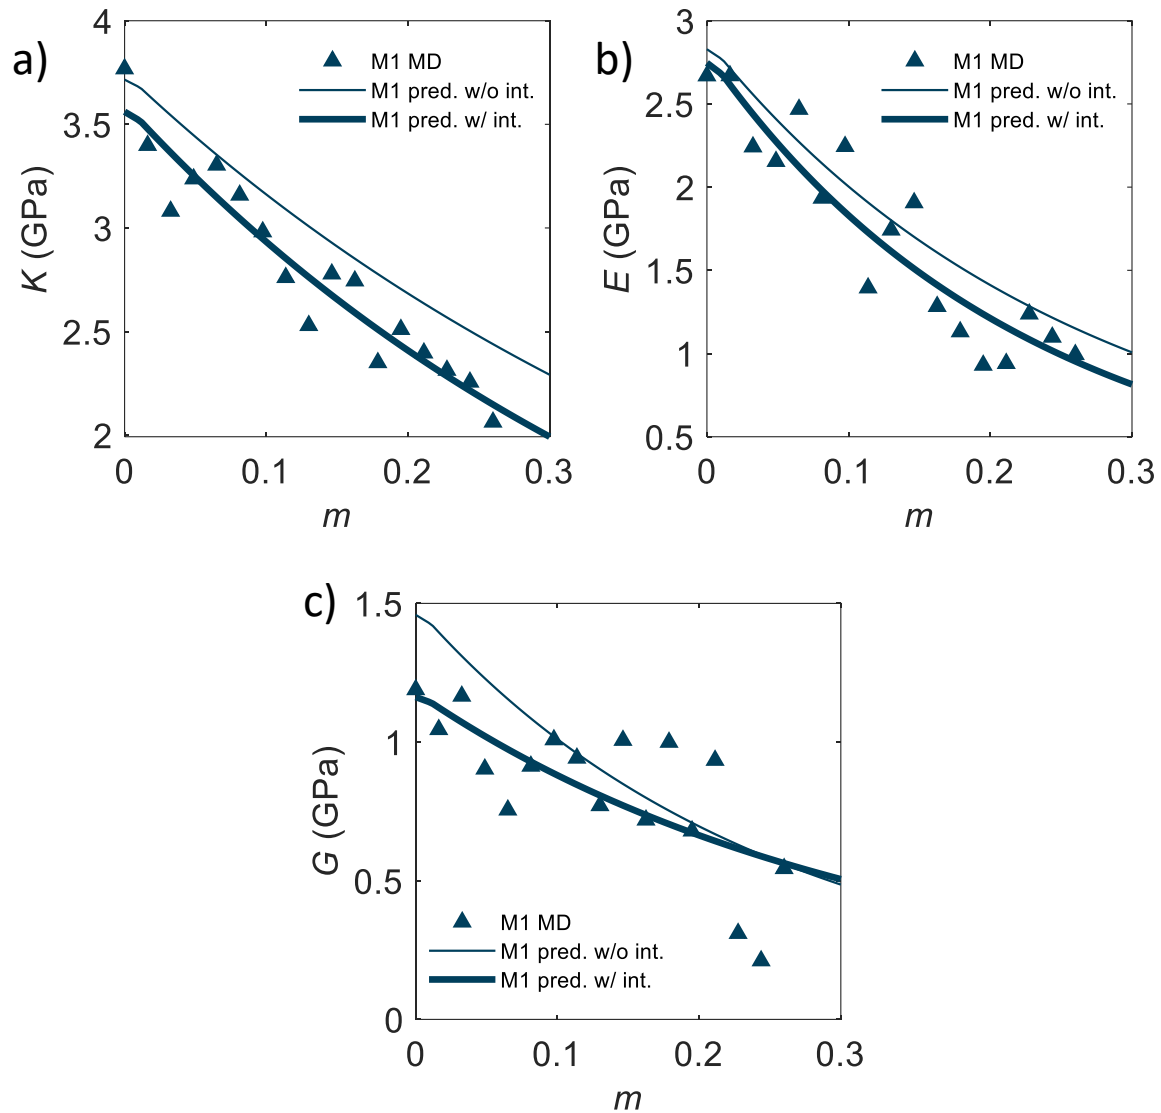 a)
4
3.5
3
2.5
2
K (GPa)
M1 MD
M1 pred. w/o int.
M1 pred. w/ int.
0
0.1
0.2
0.3
m
b)
3
2.5
2
1.5
1
0.5
E (GPa)
M1 MD
M1 pred. w/o int.
M1 pred. w/ int.
0
0.1
0.2
0.3
m
c)
1.5
1
0.5
0
G (GPa)
M1 MD
M1 pred. w/o int.
M1 pred. w/ int.
0
0.1
0.2
0.3
m